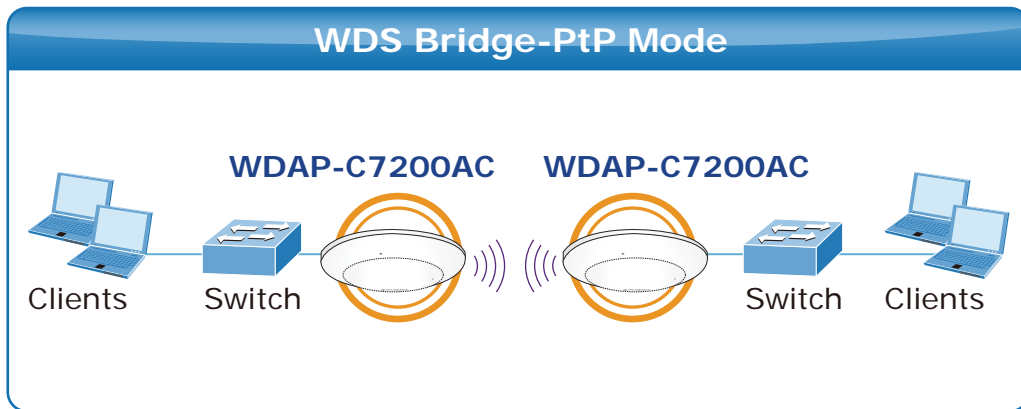 WDS Bridge-PtP Mode
WDAP-C7200AC
WDAP-C7200AC
Clients
Switch
Switch
Clients